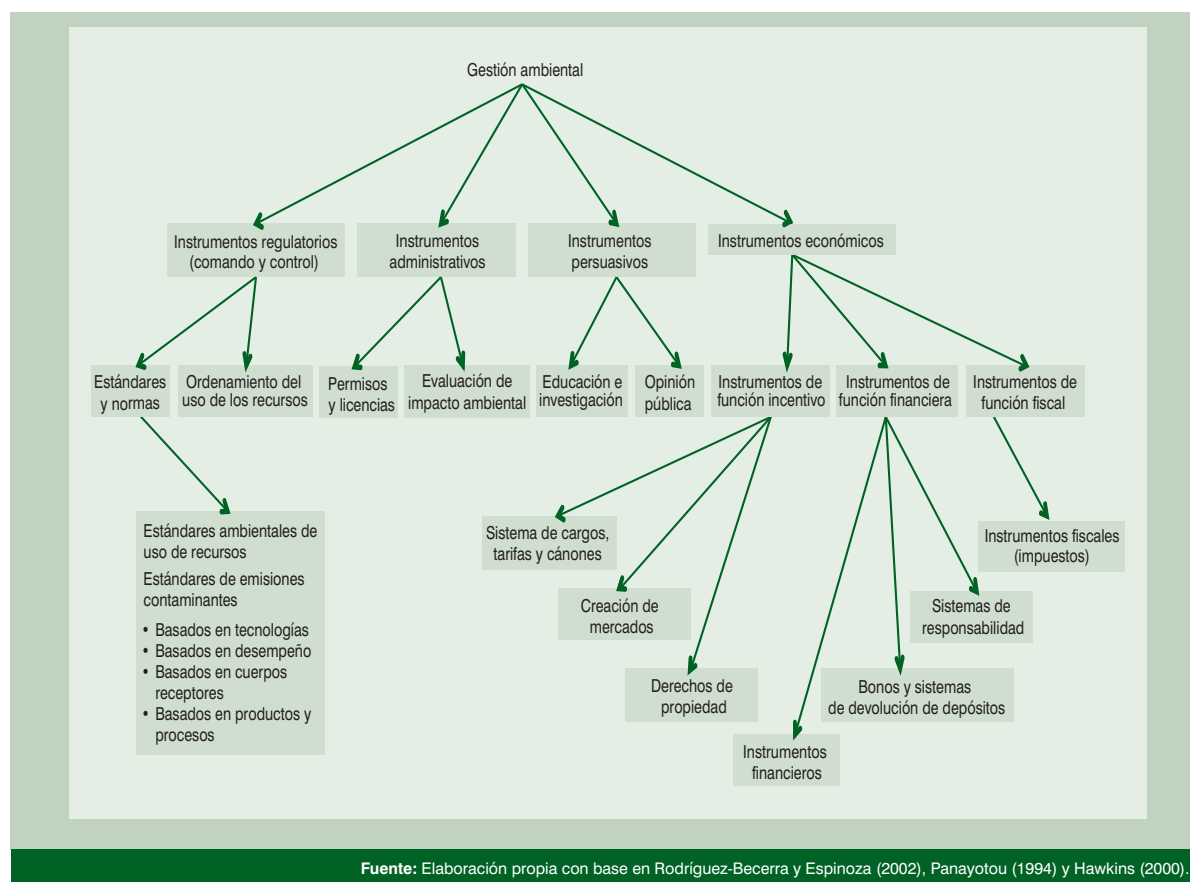 Gestión ambiental
Instrumentos regulatorios
(comando y control)
Instrumentos
administrativos
Instrumentos
persuasivos
Instrumentos económicos
Estándares
y normas
Ordenamiento del
uso de los recursos
Permisos
y licencias
Evaluación de
impacto ambiental
Educación e
investigación
Opinión
pública
Instrumentos de
función incentivo
Instrumentos de
función financiera
Instrumentos de
función fiscal
Estándares ambientales de
uso de recursos
Estándares de emisiones
contaminantes
• Basados en tecnologías
• Basados en desempeño
• Basados en cuerpos
receptores
• Basados en productos y
procesos
Sistema de cargos,
tarifas y cánones
Creación de
mercados
Derechos de
propiedad
Instrumentos
financieros
Bonos y sistemas
de devolución de depósitos
Sistemas de
responsabilidad
Instrumentos fiscales
(impuestos)
Fuente: Elaboración propia con base en Rodríguez-Becerra y Espinoza (2002), Panayotou (1994) y Hawkins (2000).